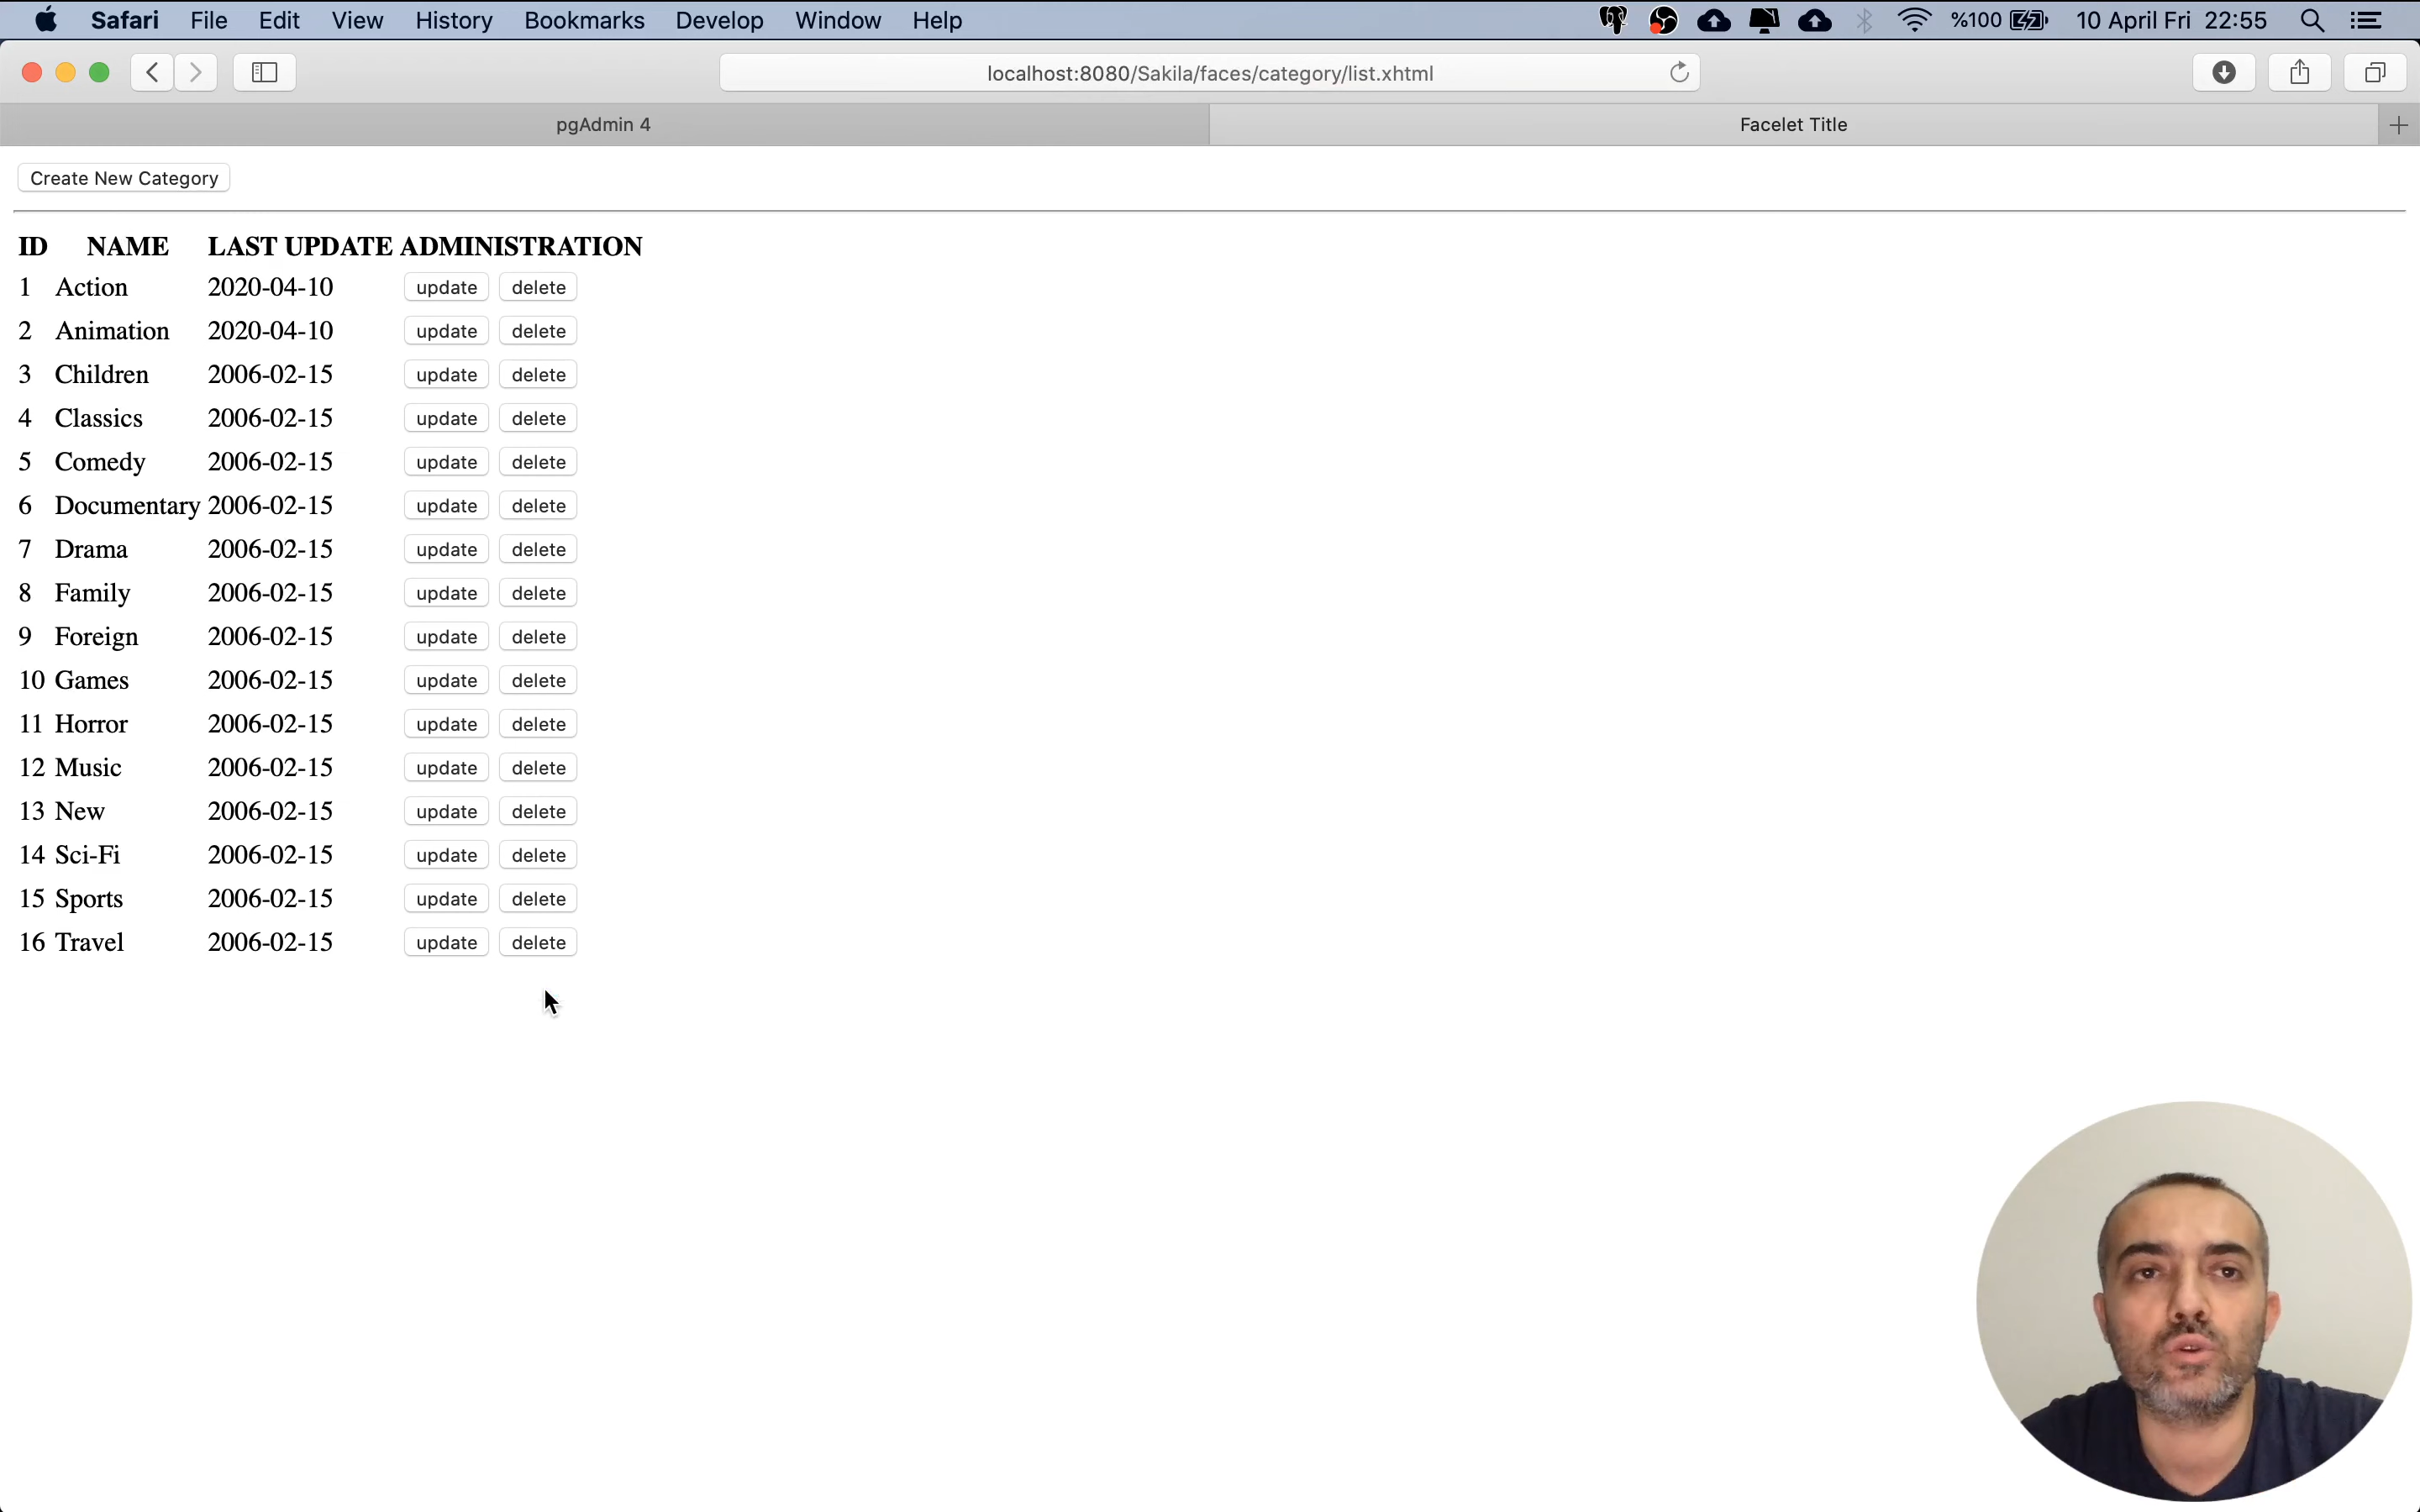 Safari File Edit View History Bookmarks Develop Window Help %100 10 April Fri 22:55
localhost:8080/Sakila/faces/category/list.xhtml
pgAdmin 4 Facelet Title
Create New Category
ID NAME LAST UPDATE ADMINISTRATION
1 Action 2020-04-10 update delete
2 Animation 2020-04-10 update delete
3 Children 2006-02-15 update delete
4 Classics 2006-02-15 update delete
5 Comedy 2006-02-15 update delete
6 Documentary 2006-02-15 update delete
7 Drama 2006-02-15 update delete
8 Family 2006-02-15 update delete
9 Foreign 2006-02-15 update delete
10 Games 2006-02-15 update delete
11 Horror 2006-02-15 update delete
12 Music 2006-02-15 update delete
13 New 2006-02-15 update delete
14 Sci-Fi 2006-02-15 update delete
15 Sports 2006-02-15 update delete
16 Travel 2006-02-15 update delete